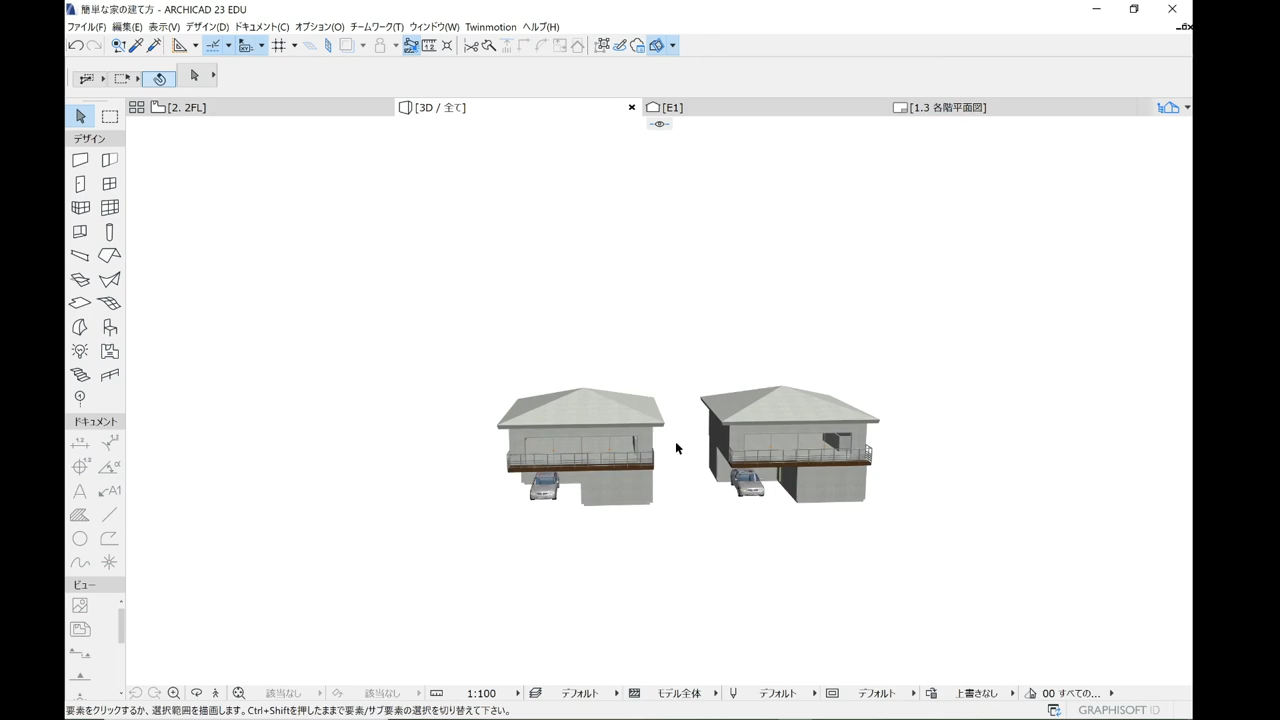 簡単な家の建て方 - ARCHICAD 23 EDU
ファイル(F) 編集(E) 表示(V) デザイン(D) ドキュメント(C) オプション(O) チームワーク(T) ウィンドウ(W) Twinmotion ヘルプ(H)
[2. 2FL] [3D / 全て] [E1] [1.3 各階平面図]
デザイン
ドキュメント
1.2
1.2
A A1
ビュー
該当なし 該当なし 1:100 デフォルト モデル全体 デフォルト デフォルト 上書きなし 00 すべての...
要素をクリックするか、選択範囲を描画します。Ctrl+Shiftを押したままで要素/サブ要素の選択を切り替えて下さい。
GRAPHISOFT ID